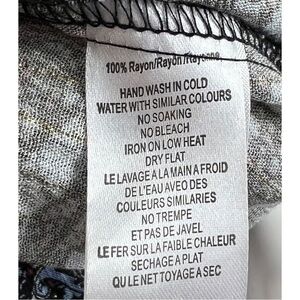 100% Rayon/Rayón/Rayonne
HAND WASH IN COLD
WATER WITH SIMILAR COLOURS
NO SOAKING
NO BLEACH
IRON ON LOW HEAT
DRY FLAT
LE LAVAGE A LA MAIN A FROID
DE L'EAU AVEC DES
COULEURS SIMILARIES
NO TREMPE
ET PAS DE JAVEL
LE FER SUR LA FAIBLE CHALEUR
SECHAGE A PLAT
QU LE NET TOYAGE A SEC